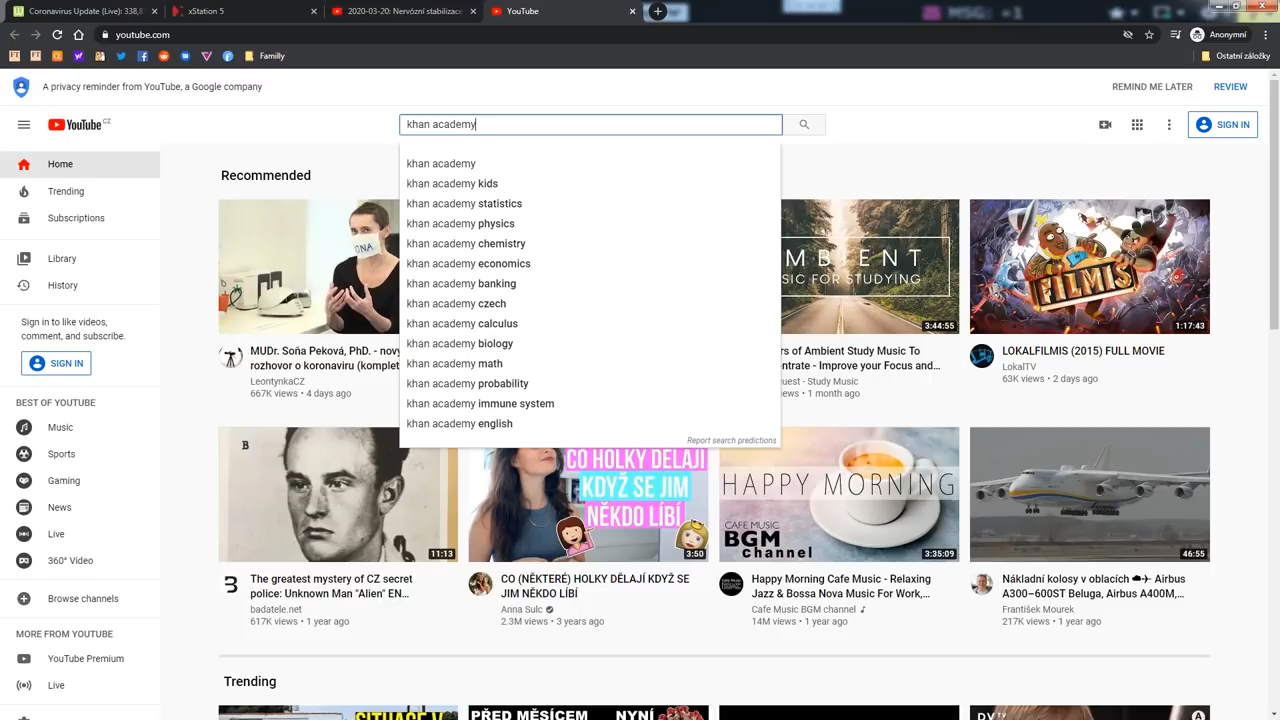 Coronavirus Update (Live): 338,8
xStation 5
2020-03-20: Nervózní stabilizac
YouTube
youtube.com
Anonymní
Familly
Ostatní záložky
A privacy reminder from YouTube, a Google company
REMIND ME LATER
REVIEW
YouTube CZ
khan academy
SIGN IN
Home
Trending
Subscriptions
Library
History
Sign in to like videos,
comment, and subscribe.
SIGN IN
BEST OF YOUTUBE
Music
Sports
Gaming
News
Live
360° Video
Browse channels
MORE FROM YOUTUBE
YouTube Premium
Live
khan academy
khan academy kids
khan academy statistics
khan academy physics
khan academy chemistry
khan academy economics
khan academy banking
khan academy czech
khan academy calculus
khan academy biology
khan academy math
khan academy probability
khan academy immune system
khan academy english
Report search predictions
Recommended
DNA
MUDr. Soňa Peková, PhD. - nov
rozhovor o koronaviru (komplet
LeontynkaCZ
667K views • 4 days ago
MBIENT
SIC FOR STUDYING
3:44:55
rs of Ambient Study Music To
ntrate - Improve your Focus and...
uest - Study Music
ews • 1 month ago
FILMIS
1:17:43
LOKALFILMIS (2015) FULL MOVIE
LokalTV
63K views • 2 days ago
B
11:13
The greatest mystery of CZ secret
police: Unknown Man "Alien" EN...
badatele.net
617K views • 1 year ago
CO HOLKY DĚLAJÍ
KDYŽ SE JIM
NĚKDO LÍBÍ
3:50
CO (NĚKTERÉ) HOLKY DĚLAJÍ KDYŽ SE
JIM NĚKDO LÍBÍ
Anna Sulc
2.3M views • 3 years ago
HAPPY MORNING
CAFE MUSIC
BGM
channel
3:35:09
Happy Morning Cafe Music - Relaxing
Jazz & Bossa Nova Music For Work,...
Cafe Music BGM channel
14M views • 1 year ago
46:55
Nákladní kolosy v oblacích ☁✈ Airbus
A300–600ST Beluga, Airbus A400M,...
František Mourek
217K views • 1 year ago
Trending
SITUACE V
PŘED MĚSÍCEM
NYNÍ